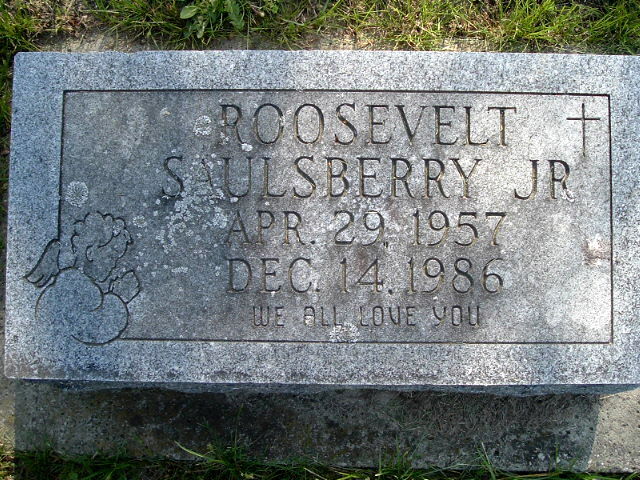 ROOSEVELT
SAULSBERRY JR
APR. 29, 1957
DEC. 14, 1986
WE ALL LOVE YOU